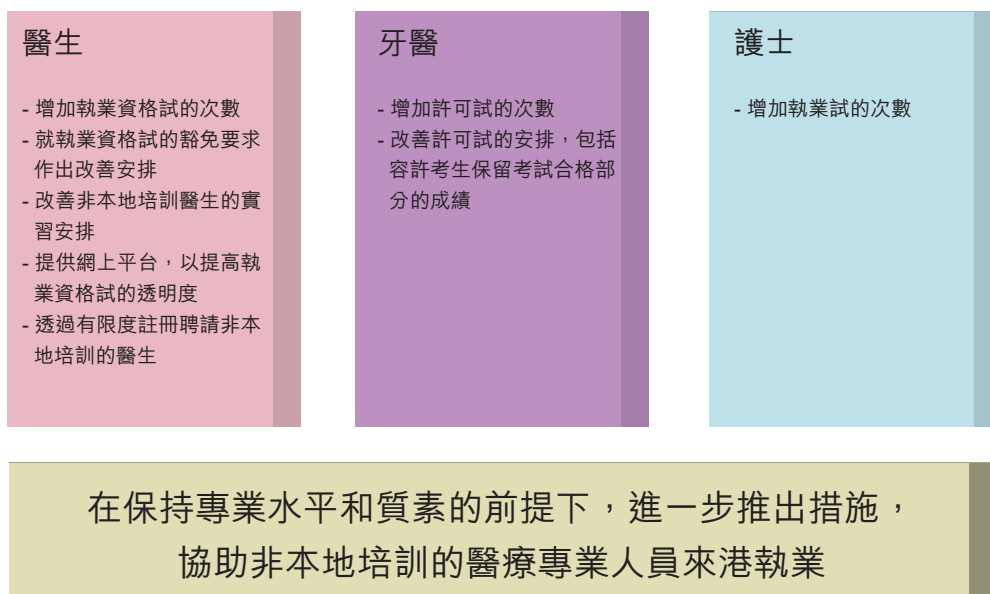 醫生
- 增加執業資格試的次數
- 就執業資格試的豁免要求
作出改善安排
- 改善非本地培訓醫生的實
習安排
- 提供網上平台，以提高執
業資格試的透明度
- 透過有限度註冊聘請非本
地培訓的醫生
牙醫
- 增加許可試的次數
- 改善許可試的安排，包括
容許考生保留考試合格部
分的成績
護士
- 增加執業試的次數
在保持專業水平和質素的前提下，進一步推出措施，
協助非本地培訓的醫療專業人員來港執業